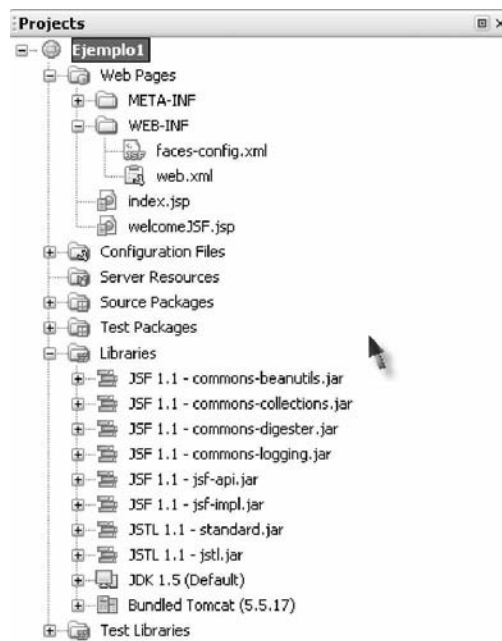 Projects
Ejemplo1
Web Pages
META-INF
WEB-INF
faces-config.xml
web.xml
index.jsp
welcomeJSF.jsp
Configuration Files
Server Resources
Source Packages
Test Packages
Libraries
JSF 1.1 - commons-beanutils.jar
JSF 1.1 - commons-collections.jar
JSF 1.1 - commons-digester.jar
JSF 1.1 - commons-logging.jar
JSF 1.1 - jsf-api.jar
JSF 1.1 - jsf-impl.jar
JSTL 1.1 - standard.jar
JSTL 1.1 - jstl.jar
JDK 1.5 (Default)
Bundled Tomcat (5.5.17)
Test Libraries